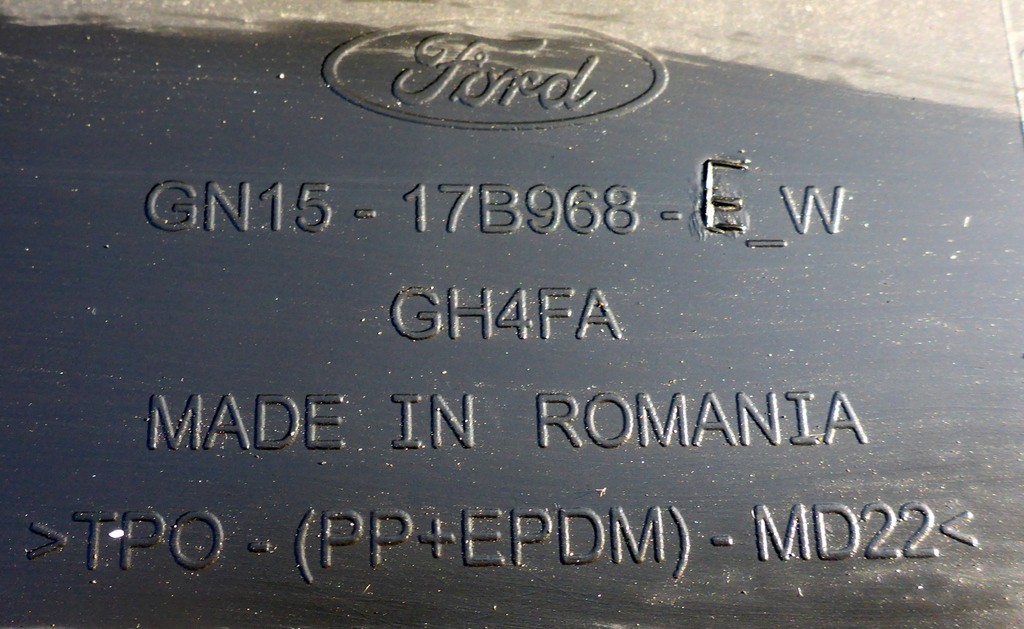 Ford
GN15 - 17B968 - E_W
GH4FA
MADE IN ROMANIA
>TPO - (PP+EPDM) - MD22<